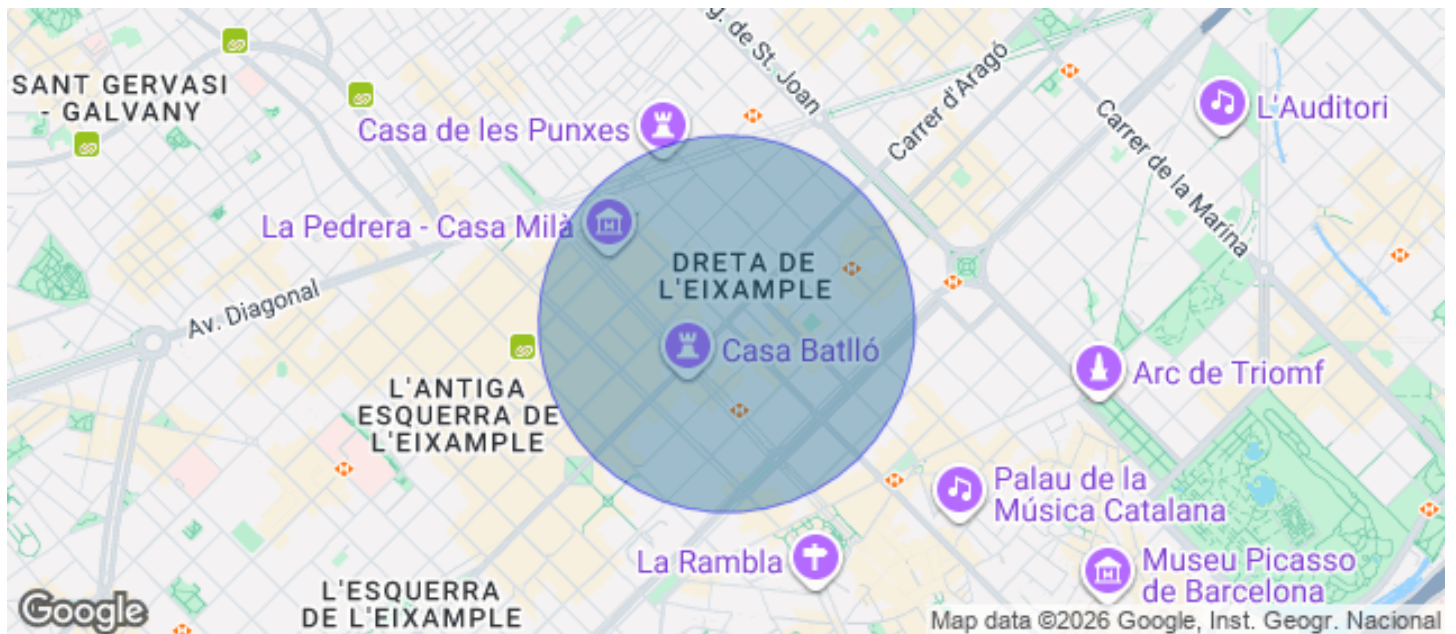 g. de St. Joan
SANT GERVASI
- GALVANY
Casa de les Punxes
Carrer d'Aragó
L'Auditori
Carrer de la Marina
La Pedrera - Casa Milà
DRETA DE
L'EIXAMPLE
Av. Diagonal
Casa Batlló
Arc de Triomf
L'ANTIGA
ESQUERRA DE
L'EIXAMPLE
Palau de la
Música Catalana
La Rambla
Museu Picasso
de Barcelona
L'ESQUERRA
DE L'EIXAMPLE
Google
Map data ©2026 Google, Inst. Geogr. Nacional